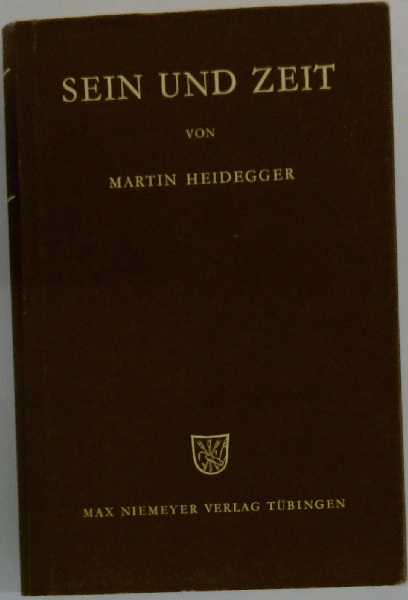 SEIN UND ZEIT
VON
MARTIN HEIDEGGER
MAX NIEMEYER VERLAG TÜBINGEN